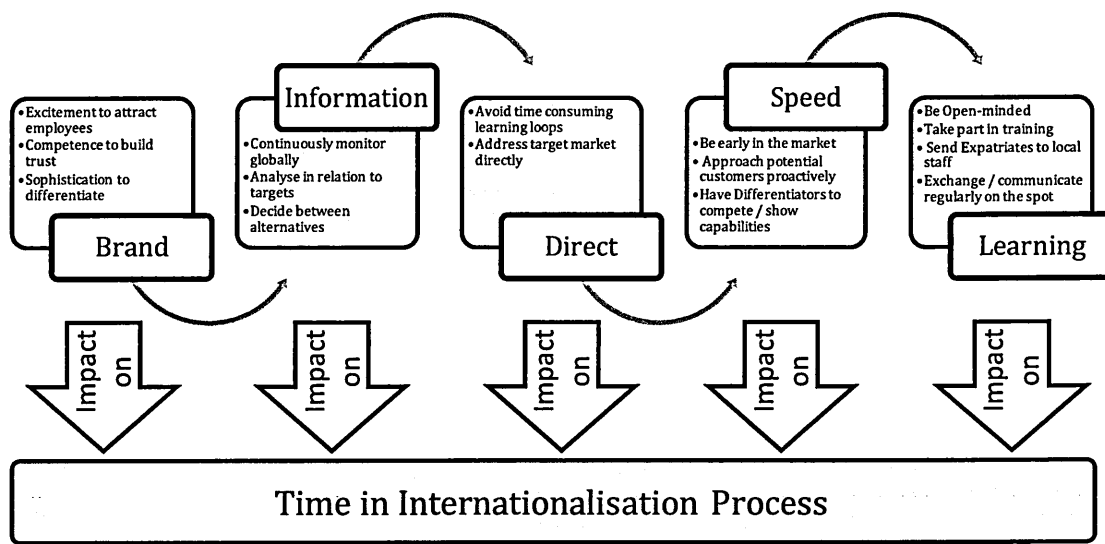 • Excitement to attract
employees
• Competence to build
trust
• Sophistication to
differentiate
Brand
Information
• Continuously monitor
globally
• Analyse in relation to
targets
• Decide between
alternatives
• Avoid time consuming
learning loops
• Address target market
directly
Direct
Speed
• Be early in the market
• Approach potential
customers proactively
• Have Differentiators to
compete / show
capabilities
• Be Open-minded
• Take part in training
• Send Expatriates to local
staff
• Exchange / communicate
regularly on the spot
Learning
Impact
on
Impact
on
Impact
on
Impact
on
Impact
on
Time in Internationalisation Process